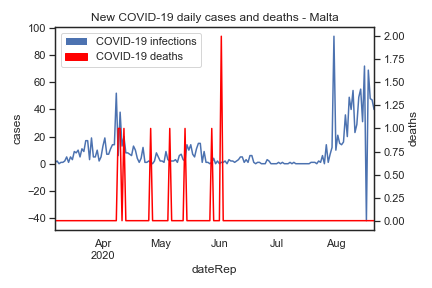 New COVID-19 daily cases and deaths - Malta
COVID-19 infections
COVID-19 deaths
100
80
60
40
20
0
−20
−40
cases
2.00
1.75
1.50
1.25
1.00
0.75
0.50
0.25
0.00
deaths
Apr
2020
May
Jun
Jul
Aug
dateRep